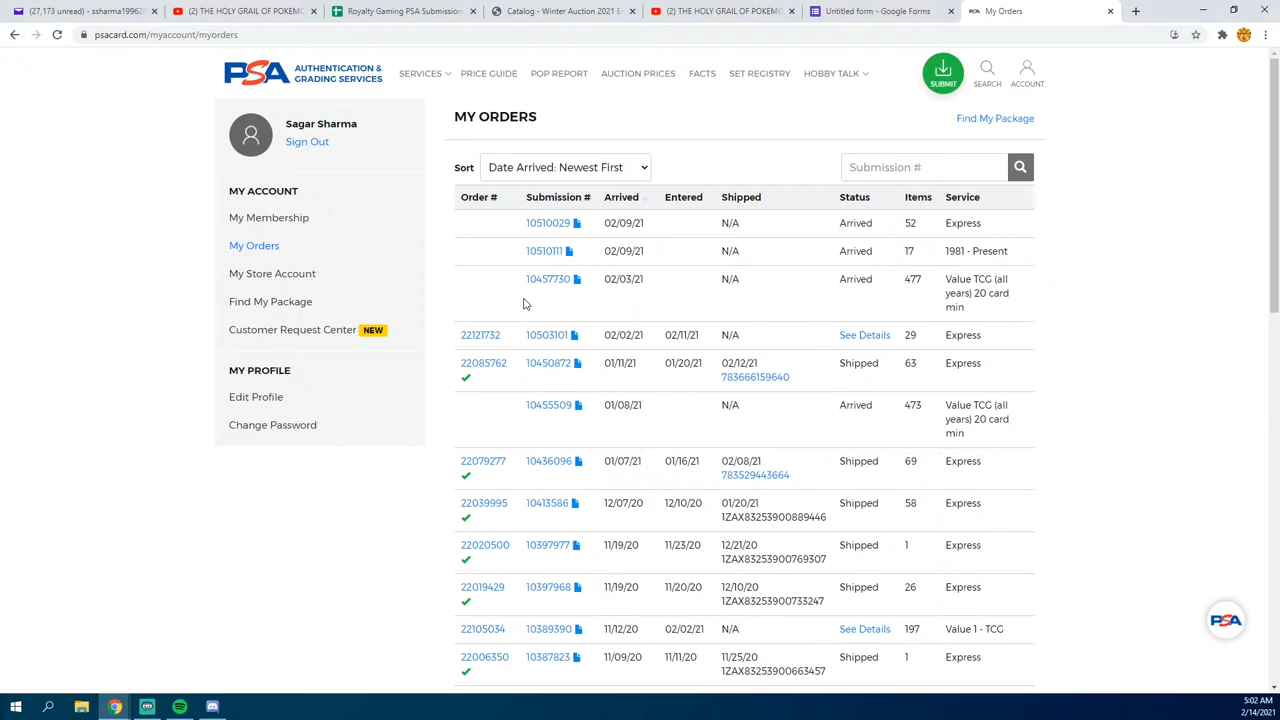 (27,173 unread) - ssharma19962
(2) THE HOLY GRAIL OF POKEMO
Royalty Gaming PSA Submission
Catalog - Winter Auction 2021 E
(2) THE HOLY GRAIL OF POKEMO
Untitled form - Google Forms
My Orders
psacard.com/myaccount/myorders
PSA AUTHENTICATION & GRADING SERVICES
SERVICES
PRICE GUIDE
POP REPORT
AUCTION PRICES
FACTS
SET REGISTRY
HOBBY TALK
SUBMIT
SEARCH
ACCOUNT
Sagar Sharma
Sign Out
MY ACCOUNT
My Membership
My Orders
My Store Account
Find My Package
Customer Request Center NEW
MY PROFILE
Edit Profile
Change Password
MY ORDERS
Find My Package
Sort Date Arrived: Newest First
Submission #
Order # Submission # Arrived Entered Shipped Status Items Service
10510029 02/09/21 N/A Arrived 52 Express
10510111 02/09/21 N/A Arrived 17 1981 - Present
10457730 02/03/21 N/A Arrived 477 Value TCG (all
years) 20 card
min
22121732 10503101 02/02/21 02/11/21 N/A See Details 29 Express
22085762 10450872 01/11/21 01/20/21 02/12/21 Shipped 63 Express
783666159640
10455509 01/08/21 N/A Arrived 473 Value TCG (all
years) 20 card
min
22079277 10436096 01/07/21 01/16/21 02/08/21 Shipped 69 Express
783529443664
22039995 10413586 12/07/20 12/10/20 01/20/21 Shipped 58 Express
1ZAX83253900889446
22020500 10397977 11/19/20 11/23/20 12/21/20 Shipped 1 Express
1ZAX83253900769307
22019429 10397968 11/19/20 11/20/20 12/10/20 Shipped 26 Express
1ZAX83253900733247
22105034 10389390 11/12/20 02/02/21 N/A See Details 197 Value 1 - TCG
22006350 10387823 11/09/20 11/11/20 11/25/20 Shipped 1 Express
1ZAX83253900663457
PSA
5:02 AM
2/14/2021